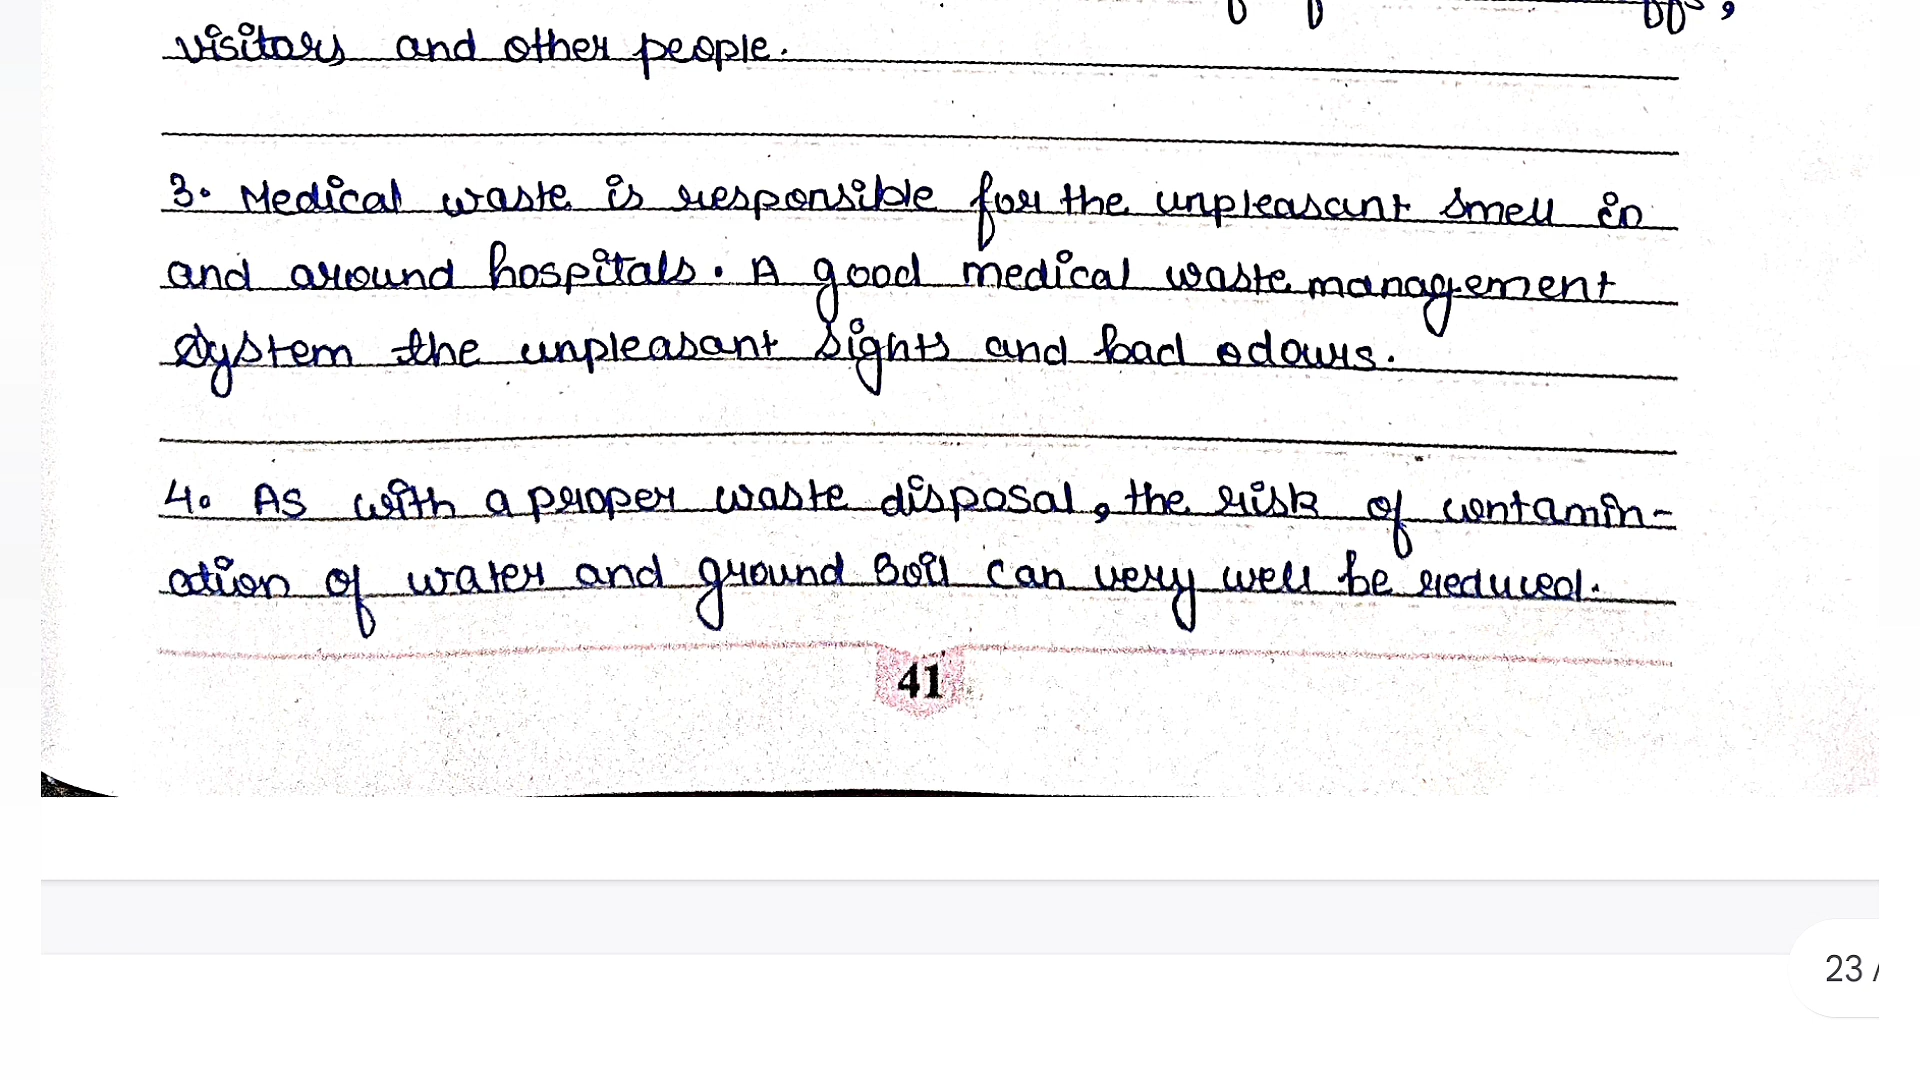 visitors and other people.
3. Medical waste is responsible for the unpleasant smell in
and around hospitals. A good medical waste management
system the unpleasant sights and bad odours.
4. As with a proper waste disposal, the risk of contamin-
ation of water and ground soil can very well be reduced.
41
23 /